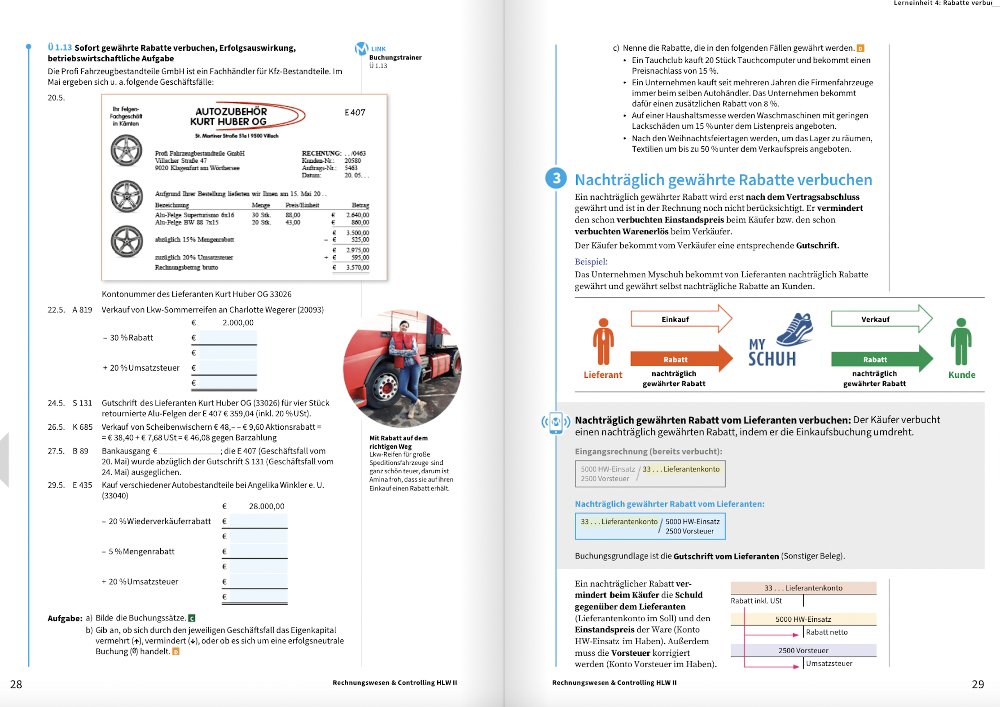 Lerneinheit 4: Rabatte verbu
Ü 1.13 Sofort gewährte Rabatte verbuchen, Erfolgsauswirkung,
betriebswirtschaftliche Aufgabe
Die Profi Fahrzeugbestandteile GmbH ist ein Fachhändler für Kfz-Bestandteile. Im
Mai ergeben sich u. a. folgende Geschäftsfälle:
LINK
Buchungstrainer
Ü 1.13
20.5.
Ihr Felgen-
Fachgeschäft
in Kärnten
AUTOZUBEHÖR
KURT HUBER OG
St. Martiner Straße 51a I 9500 Villach
E 407
Profi Fahrzeugbestandteile GmbH
Villacher Straße 47
9020 Klagenfurt am Wörthersee
RECHNUNG: . . /0463
Kunden-Nr.: 20580
Auftrags-Nr.: 5463
Datum: 20. 05. . .
Aufgrund Ihrer Bestellung lieferten wir Ihnen am 15. Mai 20 . .
Bezeichnung Menge Preis/Einheit Betrag
Alu-Felge Superturismo 6x16 30 Stk. 88,00 € 2.640,00
Alu-Felge BW 88 7x15 20 Stk. 43,00 € 860,00
€ 3.500,00
abzüglich 15% Mengenrabatt – € 525,00
€ 2.975,00
zuzüglich 20% Umsatzsteuer + € 595,00
Rechnungsbetrag brutto € 3.570,00
Kontonummer des Lieferanten Kurt Huber OG 33026
22.5. A 819 Verkauf von Lkw-Sommerreifen an Charlotte Wegerer (20093)
€ 2.000,00
– 30 % Rabatt €
€
+ 20 % Umsatzsteuer €
€
24.5. S 131 Gutschrift des Lieferanten Kurt Huber OG (33026) für vier Stück
retournierte Alu-Felgen der E 407 € 359,04 (inkl. 20 % USt).
26.5. K 685 Verkauf von Scheibenwischern € 48,– – € 9,60 Aktionsrabatt =
= € 38,40 + € 7,68 USt = € 46,08 gegen Barzahlung
27.5. B 89 Bankausgang € ; die E 407 (Geschäftsfall vom
20. Mai) wurde abzüglich der Gutschrift S 131 (Geschäftsfall vom
24. Mai) ausgeglichen.
29.5. E 435 Kauf verschiedener Autobestandteile bei Angelika Winkler e. U.
(33040)
€ 28.000,00
– 20 % Wiederverkäuferrabatt €
€
– 5 % Mengenrabatt €
€
+ 20 % Umsatzsteuer €
€
Mit Rabatt auf dem
richtigen Weg
Lkw-Reifen für große
Speditionsfahrzeuge sind
ganz schön teuer, darum ist
Amina froh, dass sie auf ihren
Einkauf einen Rabatt erhält.
Aufgabe: a) Bilde die Buchungssätze. C
b) Gib an, ob sich durch den jeweiligen Geschäftsfall das Eigenkapital
vermehrt (↑), vermindert (↓), oder ob es sich um eine erfolgsneutrale
Buchung (0) handelt. D
28
Rechnungswesen & Controlling HLW II
c) Nenne die Rabatte, die in den folgenden Fällen gewährt werden. D
• Ein Tauchclub kauft 20 Stück Tauchcomputer und bekommt einen
Preisnachlass von 15 %.
• Ein Unternehmen kauft seit mehreren Jahren die Firmenfahrzeuge
immer beim selben Autohändler. Das Unternehmen bekommt
dafür einen zusätzlichen Rabatt von 8 %.
• Auf einer Haushaltsmesse werden Waschmaschinen mit geringen
Lackschäden um 15 % unter dem Listenpreis angeboten.
• Nach den Weihnachtsfeiertagen werden, um das Lager zu räumen,
Textilien um bis zu 50 % unter dem Verkaufspreis angeboten.
3 Nachträglich gewährte Rabatte verbuchen
Ein nachträglich gewährter Rabatt wird erst nach dem Vertragsabschluss
gewährt und ist in der Rechnung noch nicht berücksichtigt. Er vermindert
den schon verbuchten Einstandspreis beim Käufer bzw. den schon
verbuchten Warenerlös beim Verkäufer.
Der Käufer bekommt vom Verkäufer eine entsprechende Gutschrift.
Beispiel:
Das Unternehmen Myschuh bekommt von Lieferanten nachträglich Rabatte
gewährt und gewährt selbst nachträgliche Rabatte an Kunden.
Einkauf
Verkauf
MY
SCHUH
Rabatt
Rabatt
Lieferant
nachträglich
gewährter Rabatt
nachträglich
gewährter Rabatt
Kunde
Nachträglich gewährten Rabatt vom Lieferanten verbuchen: Der Käufer verbucht
einen nachträglich gewährten Rabatt, indem er die Einkaufsbuchung umdreht.
Eingangsrechnung (bereits verbucht):
5000 HW-Einsatz / 33 . . . Lieferantenkonto
2500 Vorsteuer
Nachträglich gewährter Rabatt vom Lieferanten:
33 . . . Lieferantenkonto / 5000 HW-Einsatz
2500 Vorsteuer
Buchungsgrundlage ist die Gutschrift vom Lieferanten (Sonstiger Beleg).
Ein nachträglicher Rabatt ver-
mindert beim Käufer die Schuld
gegenüber dem Lieferanten
(Lieferantenkonto im Soll) und den
Einstandspreis der Ware (Konto
HW-Einsatz im Haben). Außerdem
muss die Vorsteuer korrigiert
werden (Konto Vorsteuer im Haben).
33 . . . Lieferantenkonto
Rabatt inkl. USt
5000 HW-Einsatz
Rabatt netto
2500 Vorsteuer
Umsatzsteuer
Rechnungswesen & Controlling HLW II
29